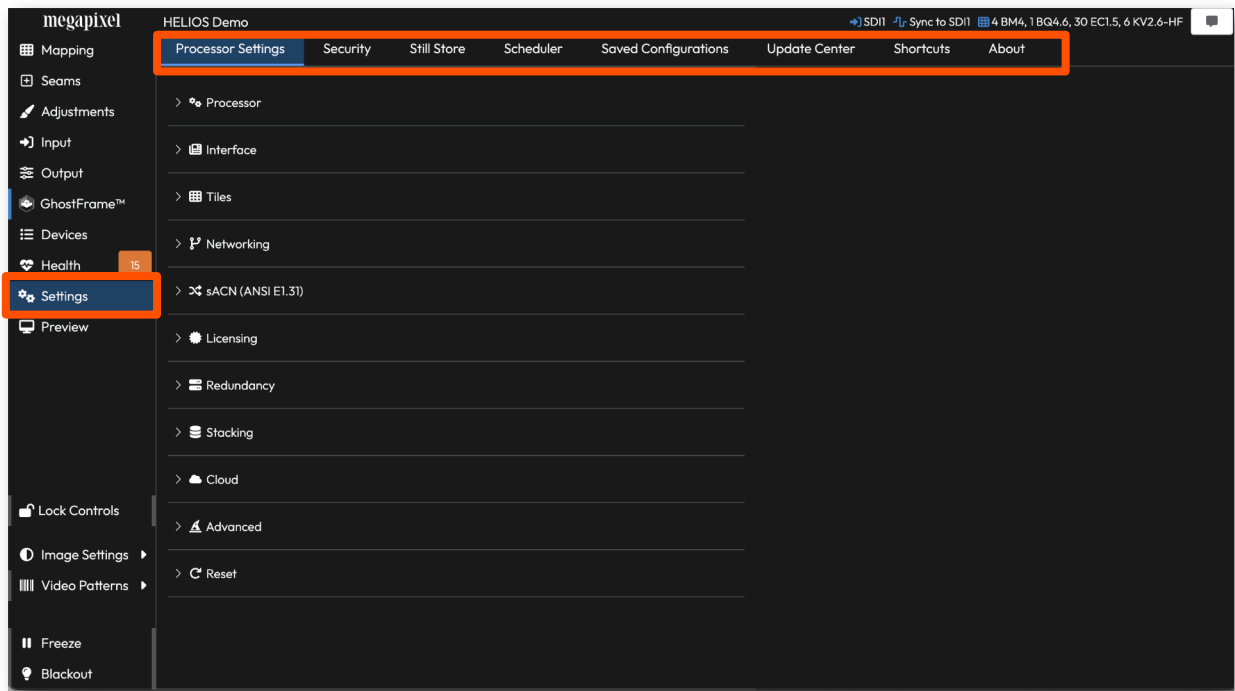 megapixel
HELIOS Demo
SDI1 Sync to SDI1 4 BM4, 1 BQ4.6, 30 EC1.5, 6 KV2.6-HF
Mapping
Seams
Adjustments
Input
Output
GhostFrame™
Devices
Health 15
Settings
Preview
Lock Controls
Image Settings
Video Patterns
Freeze
Blackout
Processor Settings Security Still Store Scheduler Saved Configurations Update Center Shortcuts About
Processor
Interface
Tiles
Networking
sACN (ANSI E1.31)
Licensing
Redundancy
Stacking
Cloud
Advanced
Reset